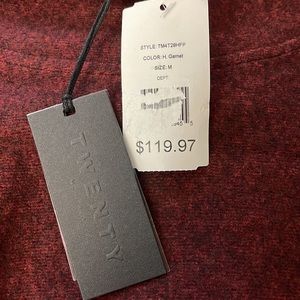 STYLE: TM4T28HFP
COLOR: H. Garnet
SIZE: M
DEPT:
$119.97
TWENTY